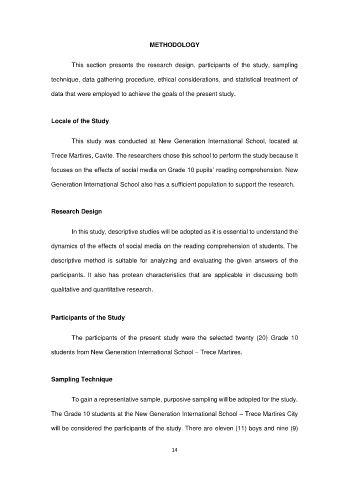 METHODOLOGY
This section presents the research design, participants of the study, sampling
technique, data gathering procedure, ethical considerations, and statistical treatment of
data that were employed to achieve the goals of the present study.
Locale of the Study
This study was conducted at New Generation International School, located at
Trece Martires, Cavite. The researchers chose this school to perform the study because it
focuses on the effects of social media on Grade 10 pupils' reading comprehension. New
Generation International School also has a sufficient population to support the research.
Research Design
In this study, descriptive studies will be adopted as it is essential to understand the
dynamics of the effects of social media on the reading comprehension of students. The
descriptive method is suitable for analyzing and evaluating the given answers of the
participants. It also has protean characteristics that are applicable in discussing both
qualitative and quantitative research.
Participants of the Study
The participants of the present study were the selected twenty (20) Grade 10
students from New Generation International School – Trece Martires.
Sampling Technique
To gain a representative sample, purposive sampling will be adopted for the study.
The Grade 10 students at the New Generation International School – Trece Martires City
will be considered the participants of the study. There are eleven (11) boys and nine (9)
14